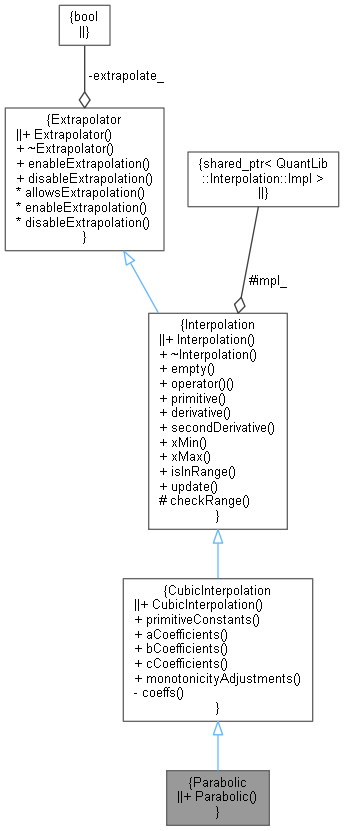 {bool
||}
-extrapolate_
{Extrapolator
||+ Extrapolator()
+ ~Extrapolator()
+ enableExtrapolation()
+ disableExtrapolation()
* allowsExtrapolation()
* enableExtrapolation()
* disableExtrapolation()
}
{shared_ptr< QuantLib
::Interpolation::Impl >
||}
#impl_
{Interpolation
||+ Interpolation()
+ ~Interpolation()
+ empty()
+ operator()()
+ primitive()
+ derivative()
+ secondDerivative()
+ xMin()
+ xMax()
+ isInRange()
+ update()
# checkRange()
}
{CubicInterpolation
||+ CubicInterpolation()
+ primitiveConstants()
+ aCoefficients()
+ bCoefficients()
+ cCoefficients()
+ monotonicityAdjustments()
- coeffs()
}
{Parabolic
||+ Parabolic()
}